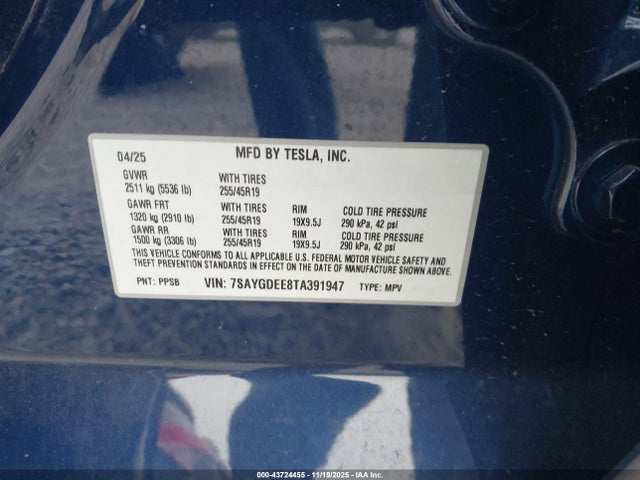 04/25 MFD BY TESLA, INC.
GVWR WITH TIRES
2511 kg (5536 lb) 255/45R19
GAWR FRT WITH TIRES RIM COLD TIRE PRESSURE
1320 kg (2910 lb) 255/45R19 19X9.5J 290 kPa, 42 psi
GAWR RR WITH TIRES RIM COLD TIRE PRESSURE
1500 kg (3306 lb) 255/45R19 19X9.5J 290 kPa, 42 psi
THIS VEHICLE CONFORMS TO ALL APPLICABLE U.S. FEDERAL MOTOR VEHICLE SAFETY AND
THEFT PREVENTION STANDARDS IN EFFECT ON THE DATE OF MANUFACTURE SHOWN ABOVE.
PNT: PPSB VIN: 7SAYGDEE8TA391947 TYPE: MPV
000-43724455 - 11/19/2025 - IAA Inc.